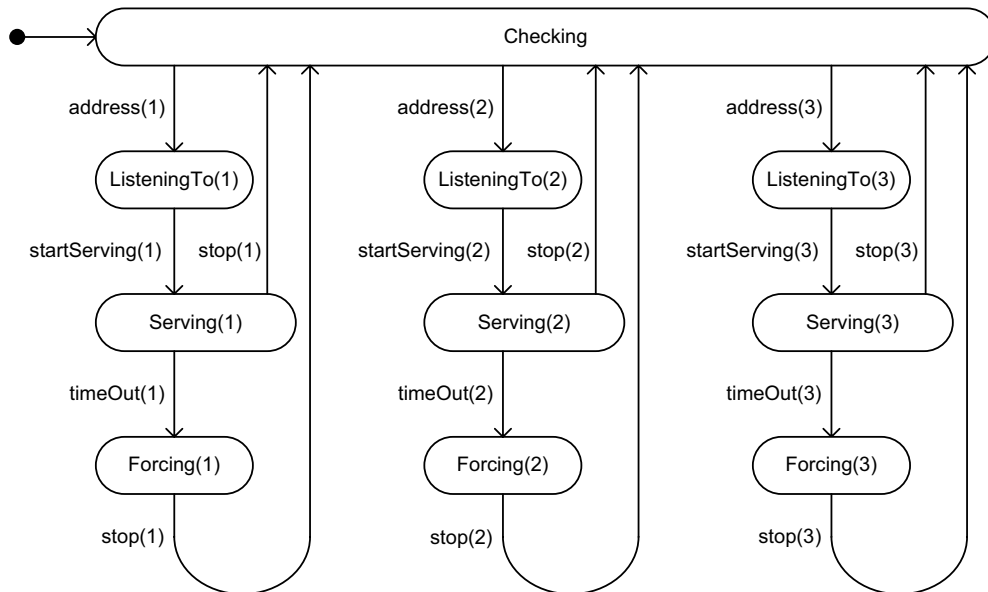 Checking
address(1)
address(2)
address(3)
ListeningTo(1)
ListeningTo(2)
ListeningTo(3)
startServing(1)
stop(1)
startServing(2)
stop(2)
startServing(3)
stop(3)
Serving(1)
Serving(2)
Serving(3)
timeOut(1)
timeOut(2)
timeOut(3)
Forcing(1)
Forcing(2)
Forcing(3)
stop(1)
stop(2)
stop(3)